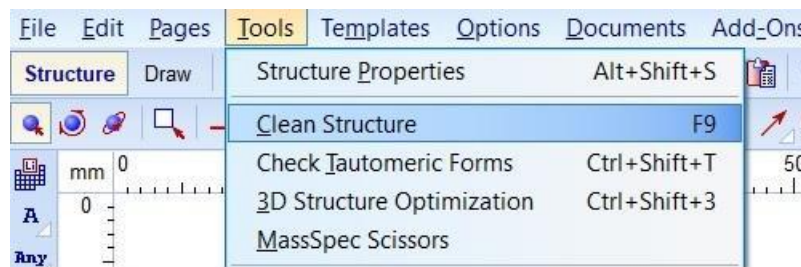 File Edit Pages Tools Templates Options Documents Add-Ons
Structure Draw Structure Properties Alt+Shift+S
Clean Structure F9
mm 0 Check Tautomeric Forms Ctrl+Shift+T 50
0 3D Structure Optimization Ctrl+Shift+3
A MassSpec Scissors
Any